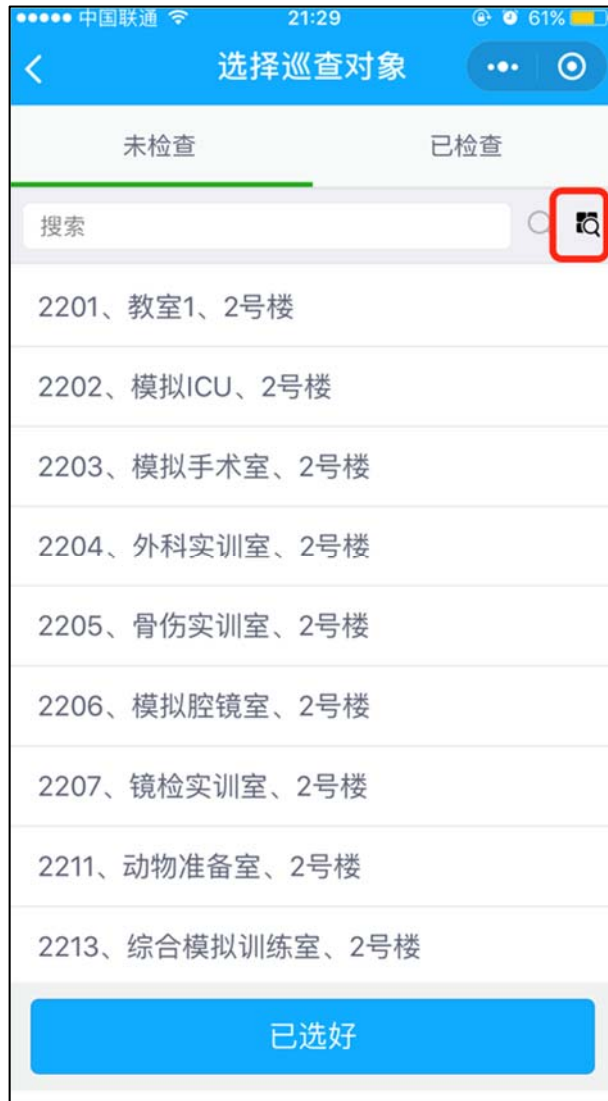 中国联通 21:29 61%
选择巡查对象
未检查 已检查
搜索
2201、教室1、2号楼
2202、模拟ICU、2号楼
2203、模拟手术室、2号楼
2204、外科实训室、2号楼
2205、骨伤实训室、2号楼
2206、模拟腔镜室、2号楼
2207、镜检实训室、2号楼
2211、动物准备室、2号楼
2213、综合模拟训练室、2号楼
已选好